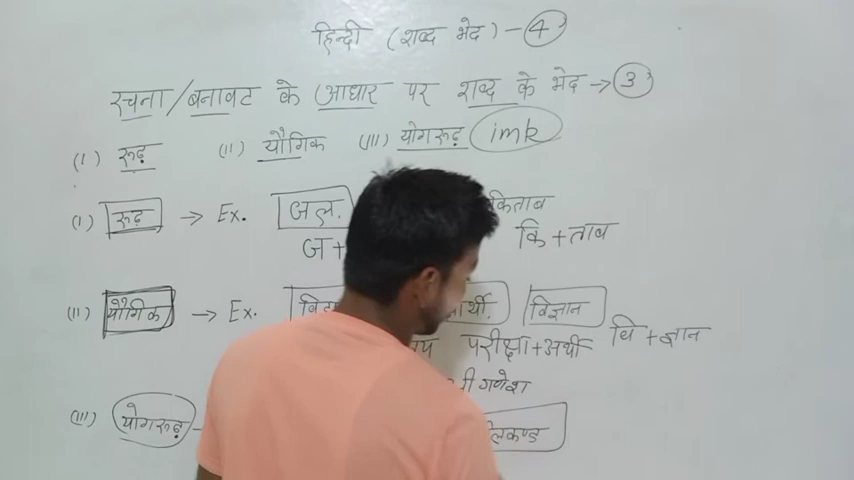 हिन्दी (शब्द भेद) - 4
रचना/बनावट के आधार पर शब्द के भेद → 3
(I) रूढ़ (II) यौगिक (III) योगरूढ़ imk
(I) रूढ़ → Ex. जल. किताब
ज+ कि + ताब
(II) यौगिक → Ex. विज्ञान
परीक्षा+अर्थी वि + ज्ञान
गणेश
(III) योगरूढ़